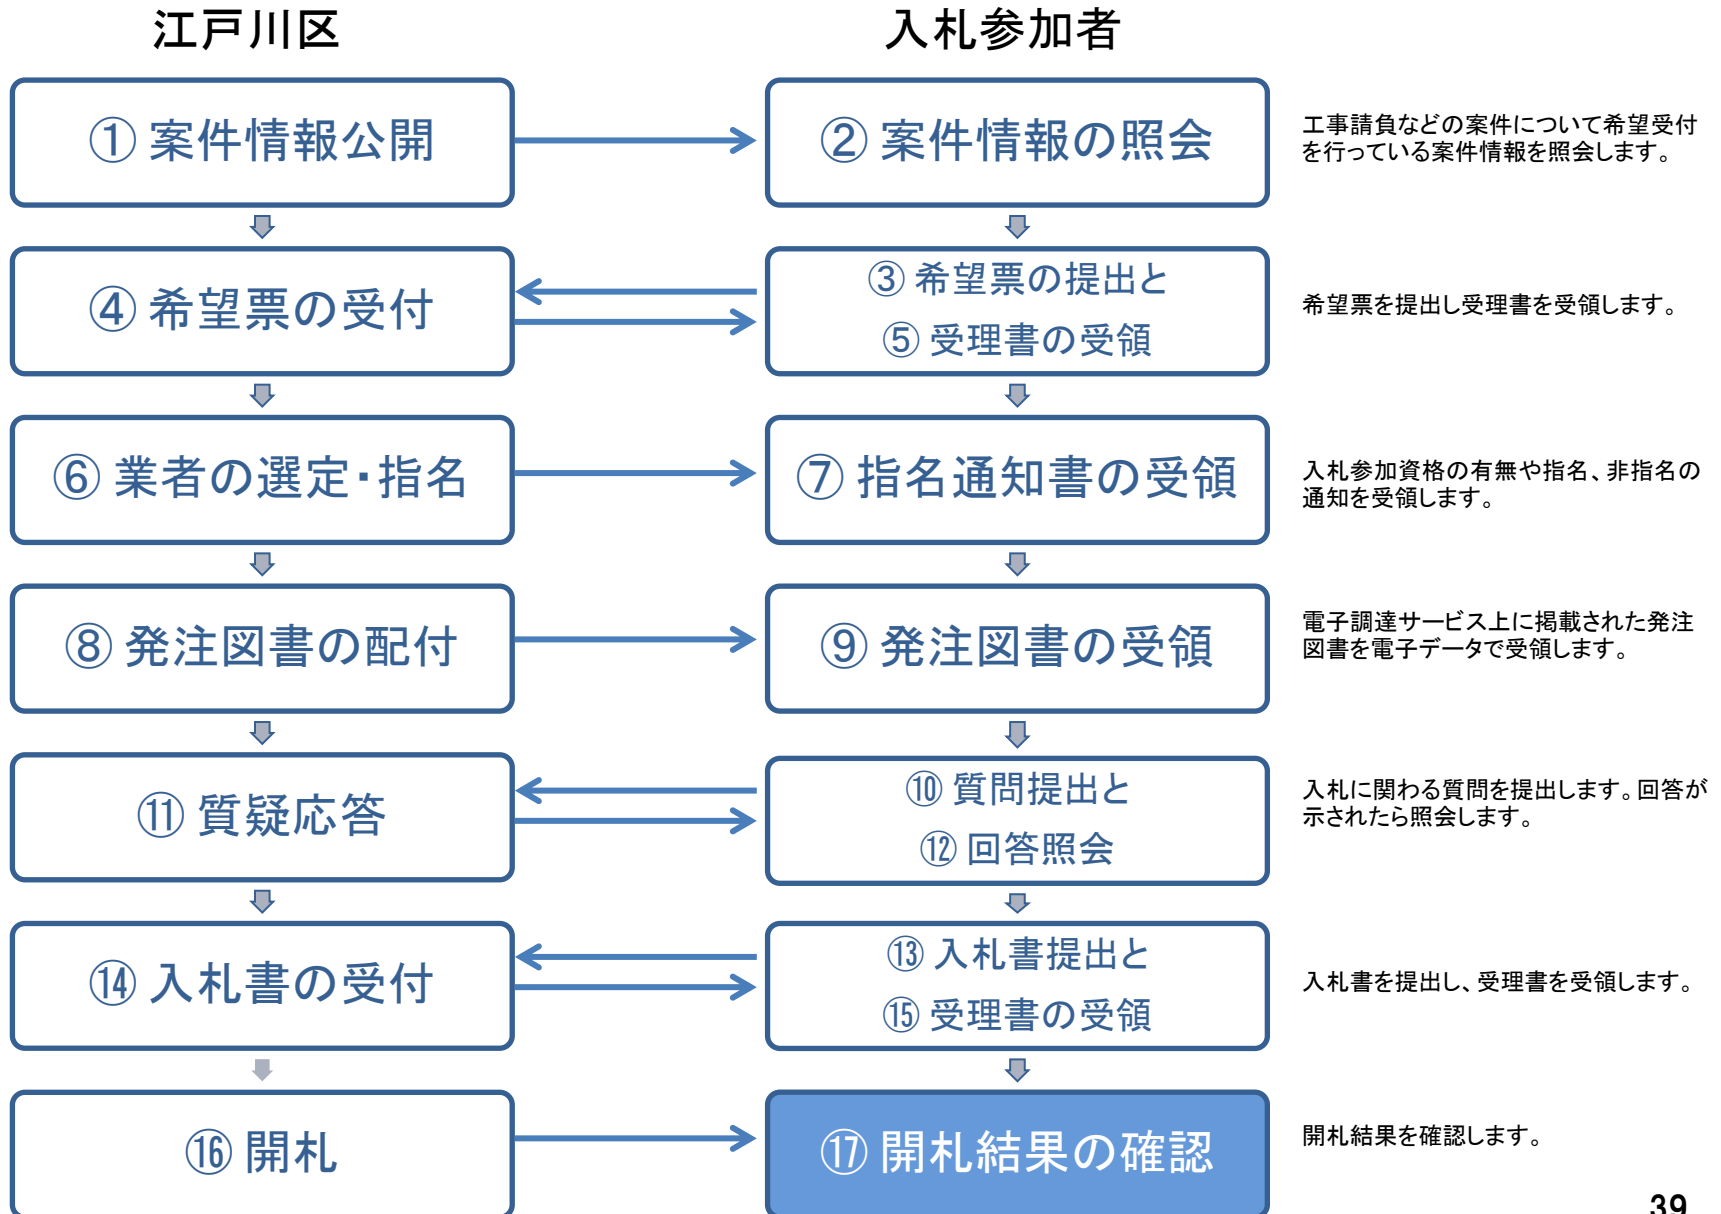 江戸川区
入札参加者
① 案件情報公開
② 案件情報の照会
工事請負などの案件について希望受付
を行っている案件情報を照会します。
④ 希望票の受付
③ 希望票の提出と
⑤ 受理書の受領
希望票を提出し受理書を受領します。
⑥ 業者の選定・指名
⑦ 指名通知書の受領
入札参加資格の有無や指名、非指名の
通知を受領します。
⑧ 発注図書の配付
⑨ 発注図書の受領
電子調達サービス上に掲載された発注
図書を電子データで受領します。
⑪ 質疑応答
⑩ 質問提出と
⑫ 回答照会
入札に関わる質問を提出します。回答が
示されたら照会します。
⑭ 入札書の受付
⑬ 入札書提出と
⑮ 受理書の受領
入札書を提出し、受理書を受領します。
⑯ 開札
⑰ 開札結果の確認
開札結果を確認します。
39